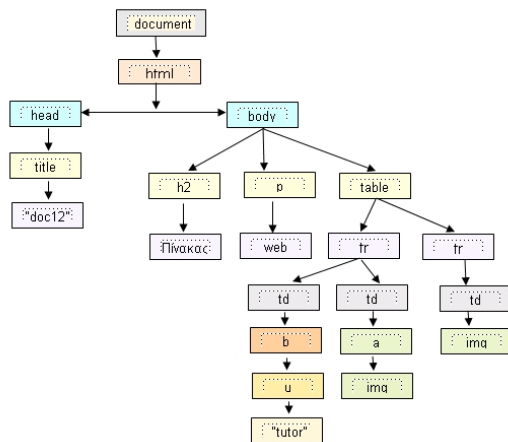 document
html
head
body
title
h2
p
table
"doc12"
Πίνακας
web
tr
tr
td
td
td
b
a
img
u
img
"tutor"